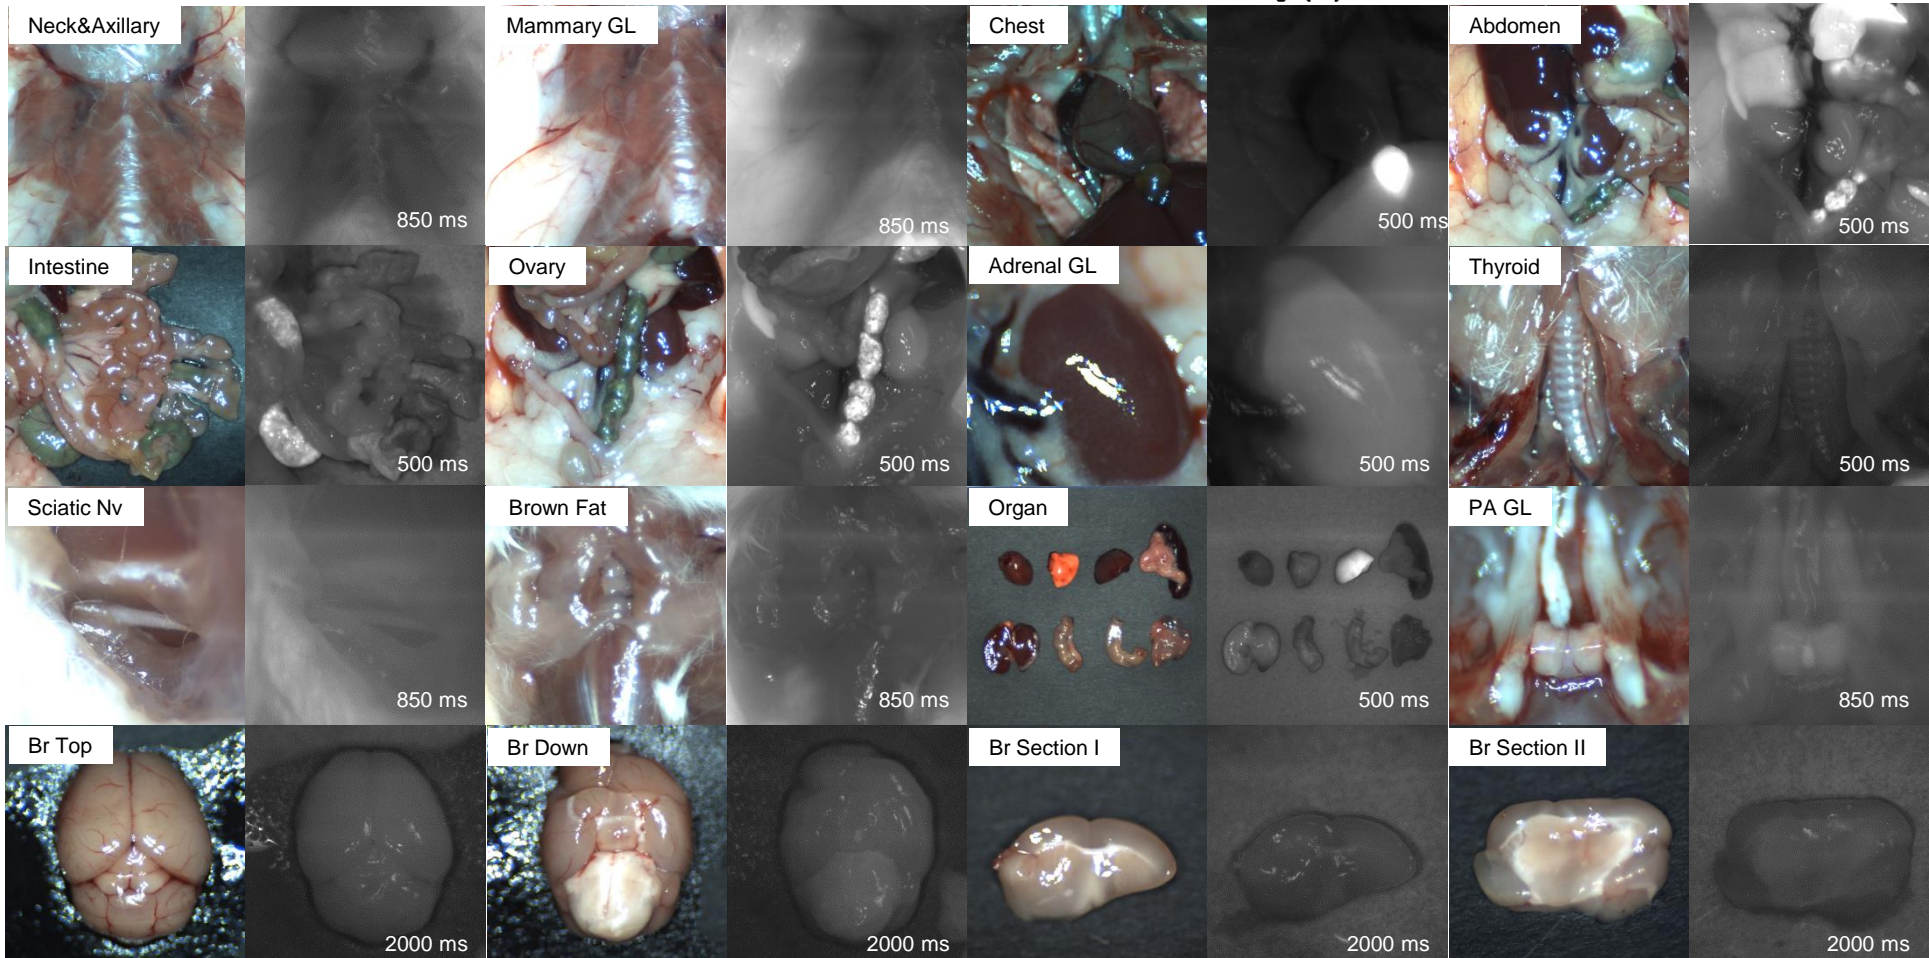 Neck&Axillary
850 ms
Mammary GL
850 ms
Chest
500 ms
Abdomen
500 ms
Intestine
500 ms
Ovary
500 ms
Adrenal GL
500 ms
Thyroid
500 ms
Sciatic Nv
850 ms
Brown Fat
850 ms
Organ
500 ms
PA GL
850 ms
Br Top
2000 ms
Br Down
2000 ms
Br Section I
2000 ms
Br Section II
2000 ms